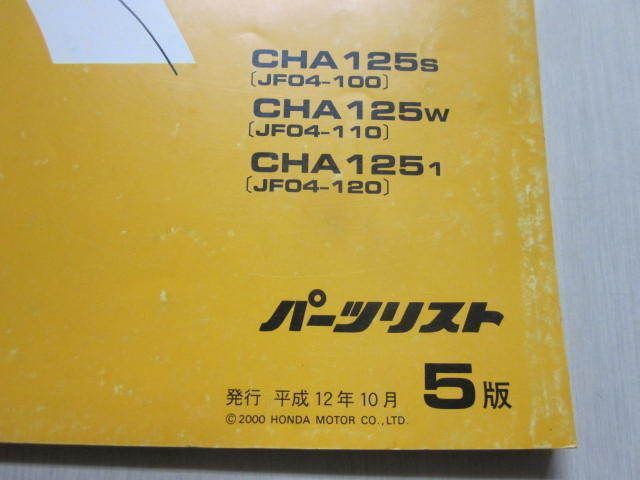 CHA125s
〔JF04-100〕
CHA125w
〔JF04-110〕
CHA1251
〔JF04-120〕
パーツリスト
発行 平成12年10月 5版
©2000 HONDA MOTOR CO.,LTD.